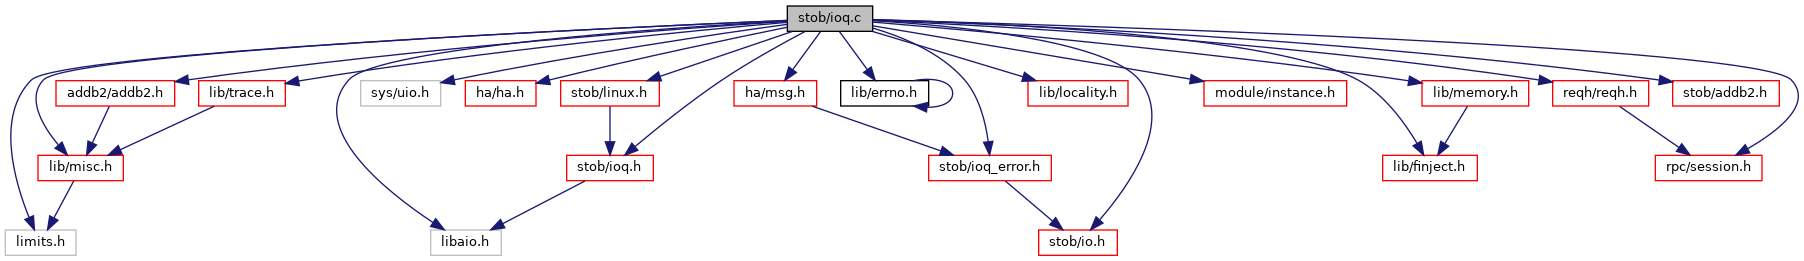 stob/ioq.c
addb2/addb2.h
lib/trace.h
sys/uio.h
ha/ha.h
stob/linux.h
ha/msg.h
lib/errno.h
lib/locality.h
module/instance.h
lib/memory.h
reqh/reqh.h
stob/addb2.h
lib/misc.h
stob/ioq.h
stob/ioq_error.h
lib/finject.h
rpc/session.h
limits.h
libaio.h
stob/io.h